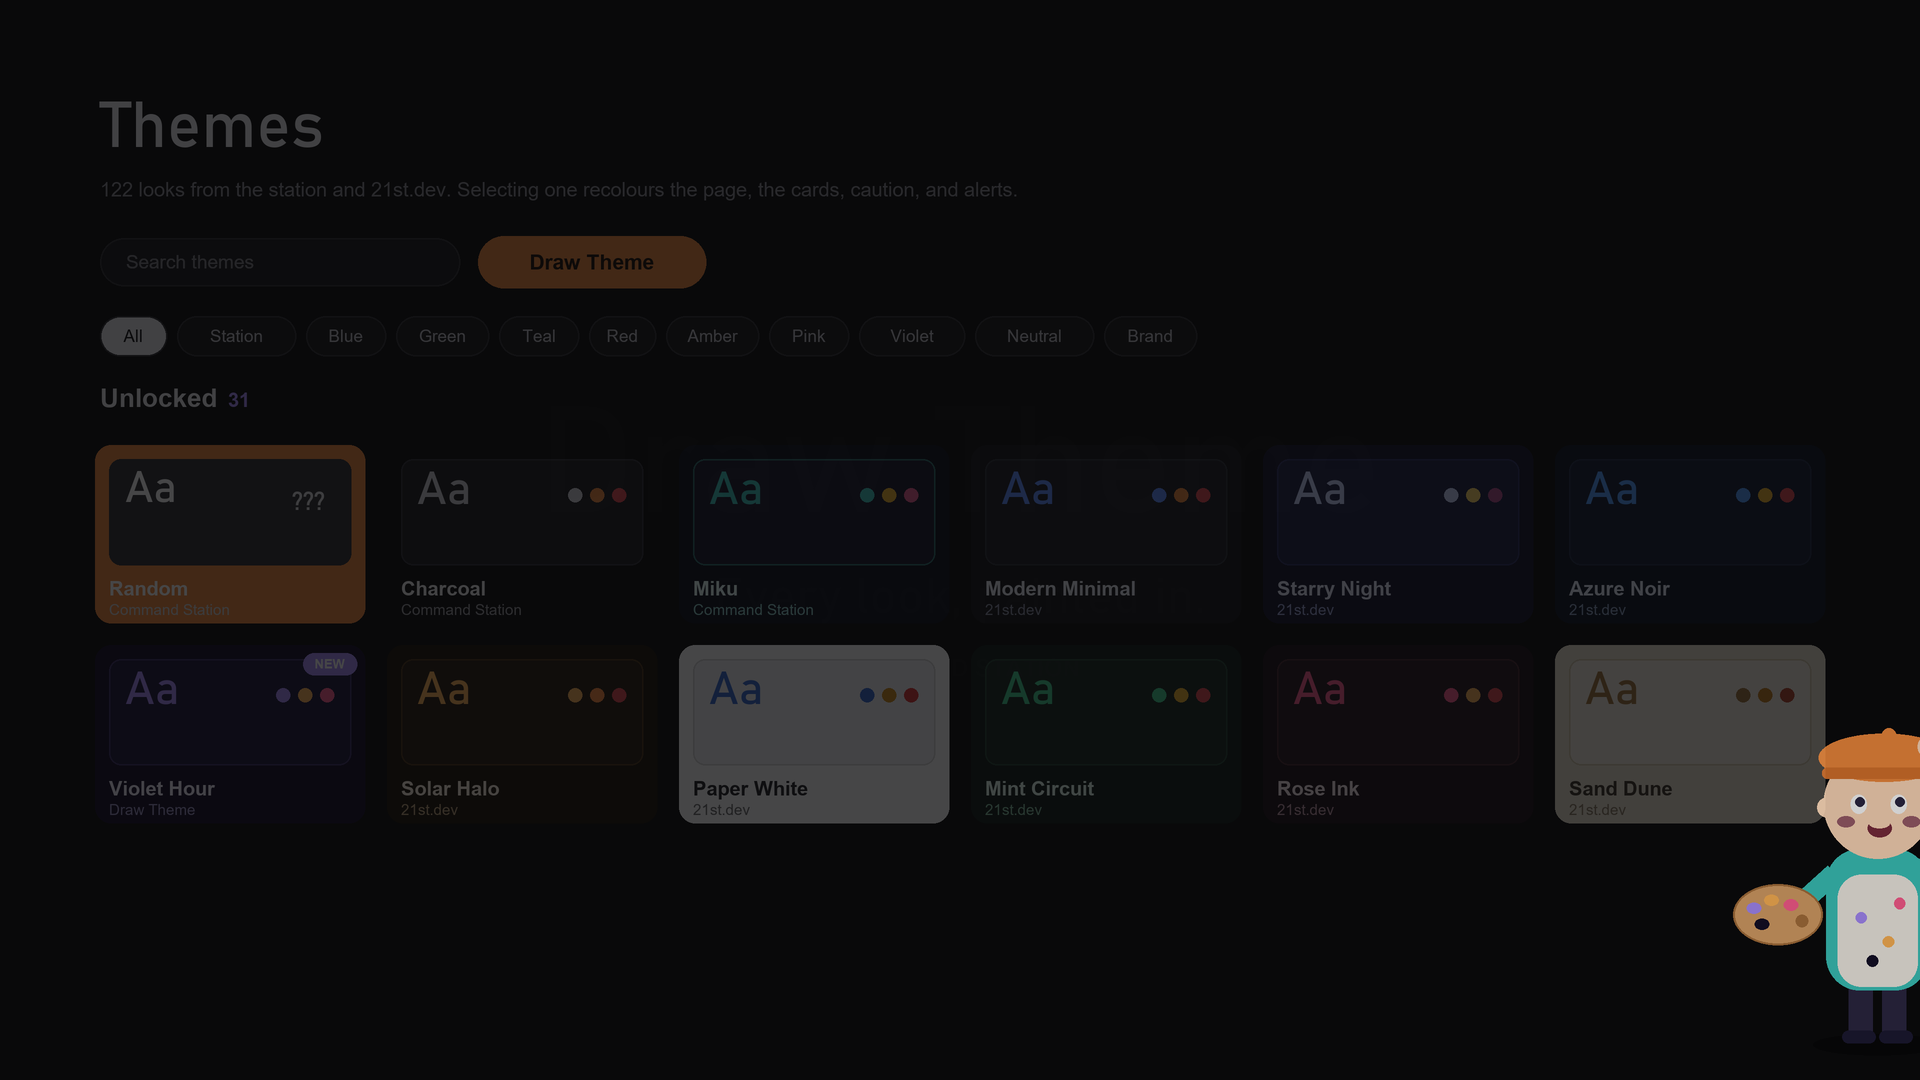 Themes
122 looks from the station and 21st.dev. Selecting one recolours the page, the cards, caution, and alerts.
Search themes
Draw Theme
All Station Blue Green Teal Red Amber Pink Violet Neutral Brand
Unlocked 31
Aa ??? Aa Aa Aa Aa Aa
Random Charcoal Miku Modern Minimal Starry Night Azure Noir
Command Station Command Station Command Station 21st.dev 21st.dev 21st.dev
NEW
Aa Aa Aa Aa Aa Aa
Violet Hour Solar Halo Paper White Mint Circuit Rose Ink Sand Dune
Draw Theme 21st.dev 21st.dev 21st.dev 21st.dev 21st.dev
Draw Theme